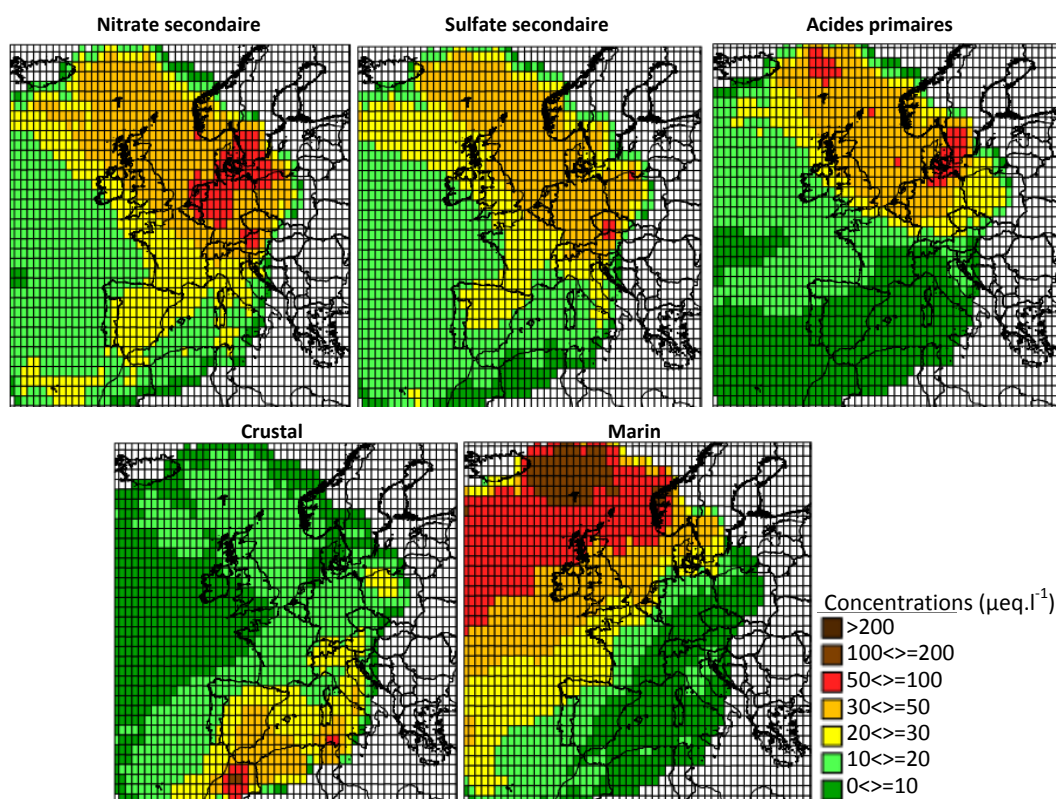 Nitrate secondaire
Sulfate secondaire
Acides primaires
Crustal
Marin
Concentrations (µeq.l⁻¹)
>200
100<>=200
50<>=100
30<>=50
20<>=30
10<>=20
0<>=10